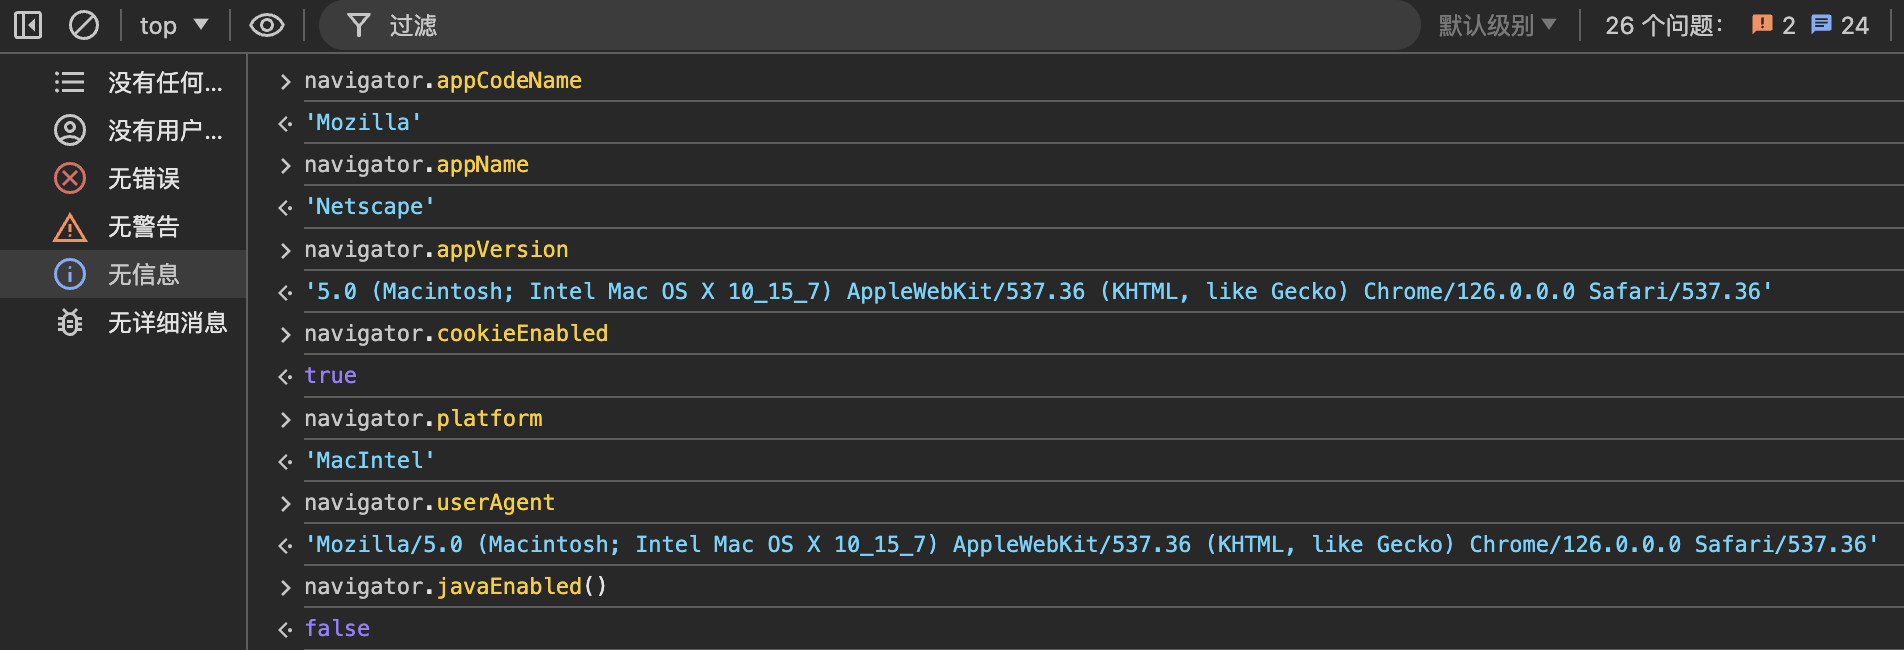 top 过滤 默认级别 26 个问题： 2 24
没有任何...
没有用户...
无错误
无警告
无信息
无详细消息
navigator.appCodeName
'Mozilla'
navigator.appName
'Netscape'
navigator.appVersion
'5.0 (Macintosh; Intel Mac OS X 10_15_7) AppleWebKit/537.36 (KHTML, like Gecko) Chrome/126.0.0.0 Safari/537.36'
navigator.cookieEnabled
true
navigator.platform
'MacIntel'
navigator.userAgent
'Mozilla/5.0 (Macintosh; Intel Mac OS X 10_15_7) AppleWebKit/537.36 (KHTML, like Gecko) Chrome/126.0.0.0 Safari/537.36'
navigator.javaEnabled()
false